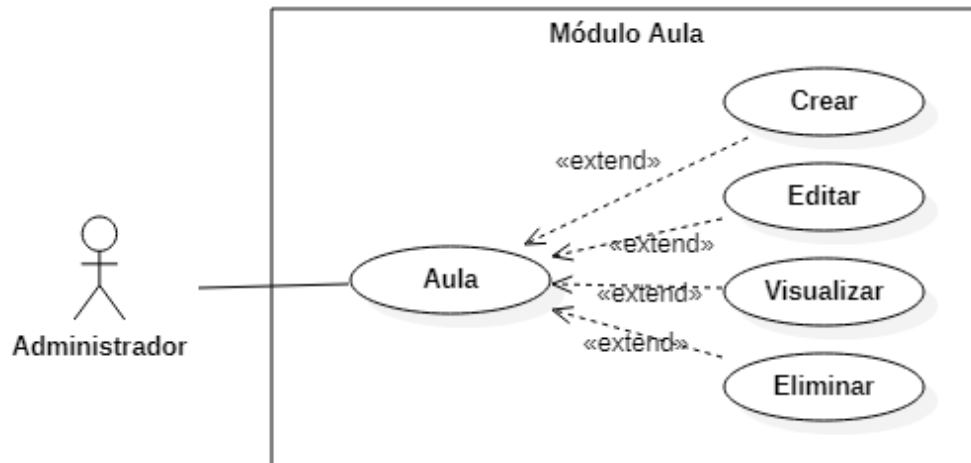 Módulo Aula
Crear
«extend»
Editar
«extend»
Aula
«extend»
Visualizar
«extend»
Administrador
Eliminar